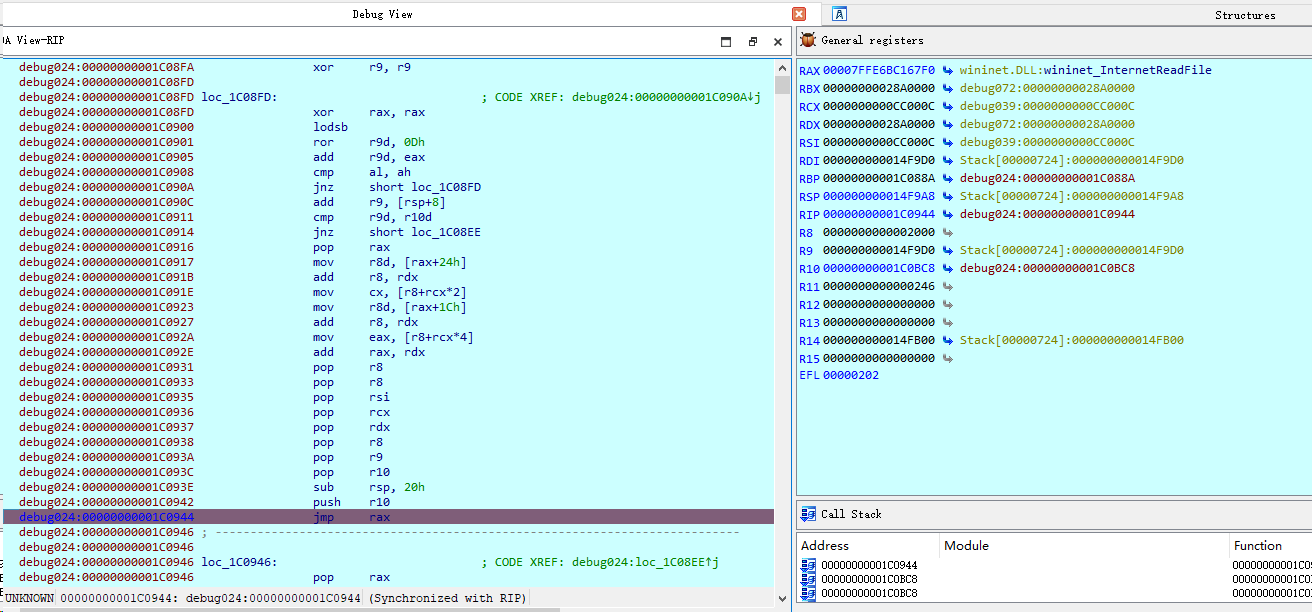 Debug View
Structures
IDA View-RIP
General registers
debug024:00000000001C08FA xor r9, r9
debug024:00000000001C08FD
debug024:00000000001C08FD loc_1C08FD: ; CODE XREF: debug024:00000000001C090A↓j
debug024:00000000001C08FD xor rax, rax
debug024:00000000001C0900 lodsb
debug024:00000000001C0901 ror r9d, 0Dh
debug024:00000000001C0905 add r9d, eax
debug024:00000000001C0908 cmp al, ah
debug024:00000000001C090A jnz short loc_1C08FD
debug024:00000000001C090C add r9, [rsp+8]
debug024:00000000001C0911 cmp r9d, r10d
debug024:00000000001C0914 jnz short loc_1C08EE
debug024:00000000001C0916 pop rax
debug024:00000000001C0917 mov r8d, [rax+24h]
debug024:00000000001C091B add r8, rdx
debug024:00000000001C091E mov cx, [r8+rcx*2]
debug024:00000000001C0923 mov r8d, [rax+1Ch]
debug024:00000000001C0927 add r8, rdx
debug024:00000000001C092A mov eax, [r8+rcx*4]
debug024:00000000001C092E add rax, rdx
debug024:00000000001C0931 pop r8
debug024:00000000001C0933 pop r8
debug024:00000000001C0935 pop rsi
debug024:00000000001C0936 pop rcx
debug024:00000000001C0937 pop rdx
debug024:00000000001C0938 pop r8
debug024:00000000001C093A pop r9
debug024:00000000001C093C pop r10
debug024:00000000001C093E sub rsp, 20h
debug024:00000000001C0942 push r10
debug024:00000000001C0944 jmp rax
debug024:00000000001C0946 ; ---------------------------------------------------------------------------
debug024:00000000001C0946
debug024:00000000001C0946 loc_1C0946: ; CODE XREF: debug024:loc_1C08EE↑j
debug024:00000000001C0946 pop rax
UNKNOWN 00000000001C0944: debug024:00000000001C0944 (Synchronized with RIP)
RAX 00007FFE6BC167F0 wininet.DLL:wininet_InternetReadFile
RBX 00000000028A0000 debug072:00000000028A0000
RCX 0000000000CC000C debug039:0000000000CC000C
RDX 00000000028A0000 debug072:00000000028A0000
RSI 0000000000CC000C debug039:0000000000CC000C
RDI 000000000014F9D0 Stack[00000724]:000000000014F9D0
RBP 00000000001C088A debug024:00000000001C088A
RSP 000000000014F9A8 Stack[00000724]:000000000014F9A8
RIP 00000000001C0944 debug024:00000000001C0944
R8 0000000000002000
R9 000000000014F9D0 Stack[00000724]:000000000014F9D0
R10 00000000001C0BC8 debug024:00000000001C0BC8
R11 0000000000000246
R12 0000000000000000
R13 0000000000000000
R14 000000000014FB00 Stack[00000724]:000000000014FB00
R15 0000000000000000
EFL 00000202
Call Stack
Address Module Function
00000000001C0944
00000000001C0BC8
00000000001C0BC8